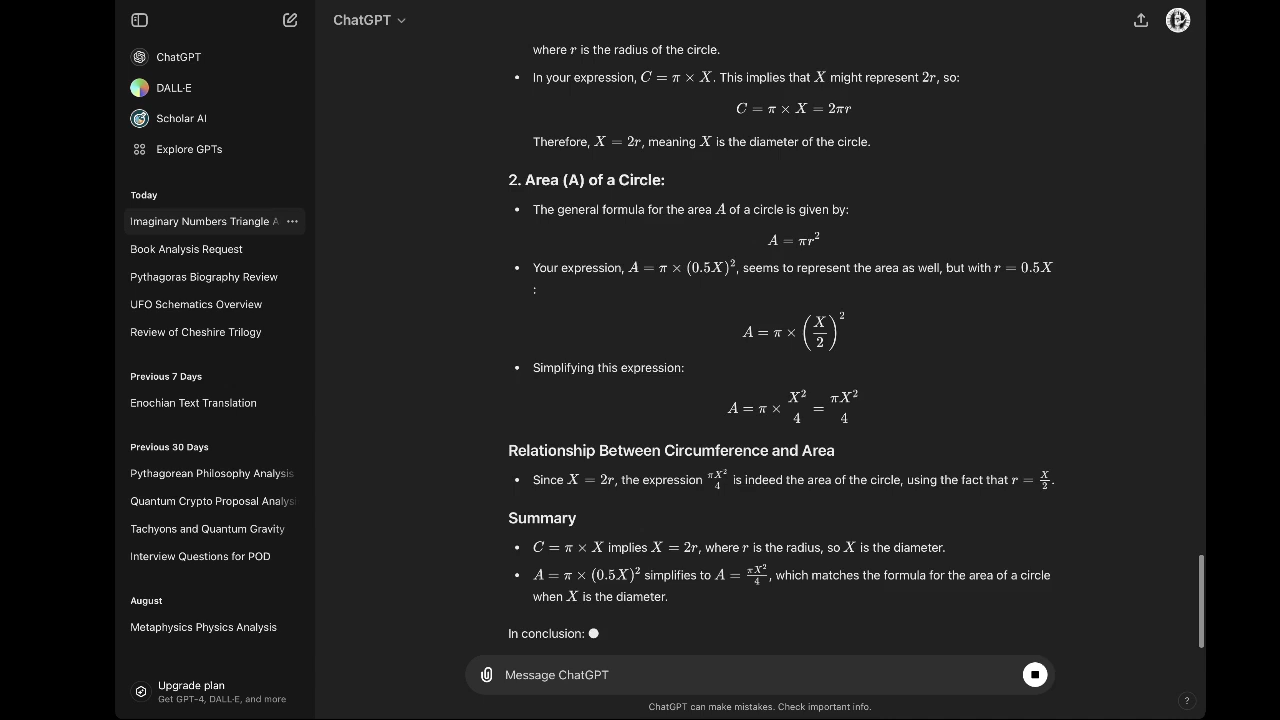 ChatGPT
ChatGPT
DALL·E
Scholar AI
Explore GPTs
Today
Imaginary Numbers Triangle A
Book Analysis Request
Pythagoras Biography Review
UFO Schematics Overview
Review of Cheshire Trilogy
Previous 7 Days
Enochian Text Translation
Previous 30 Days
Pythagorean Philosophy Analysis
Quantum Crypto Proposal Analysi
Tachyons and Quantum Gravity
Interview Questions for POD
August
Metaphysics Physics Analysis
Upgrade plan
Get GPT-4, DALL·E, and more
where r is the radius of the circle.
• In your expression, C = π × X. This implies that X might represent 2r, so:
C = π × X = 2πr
Therefore, X = 2r, meaning X is the diameter of the circle.
2. Area (A) of a Circle:
• The general formula for the area A of a circle is given by:
A = πr²
• Your expression, A = π × (0.5X)², seems to represent the area as well, but with r = 0.5X
:
A = π × (X/2)²
• Simplifying this expression:
A = π × X²/4 = πX²/4
Relationship Between Circumference and Area
• Since X = 2r, the expression πX²/4 is indeed the area of the circle, using the fact that r = X/2.
Summary
• C = π × X implies X = 2r, where r is the radius, so X is the diameter.
• A = π × (0.5X)² simplifies to A = πX²/4, which matches the formula for the area of a circle
when X is the diameter.
In conclusion:
Message ChatGPT
ChatGPT can make mistakes. Check important info.
?